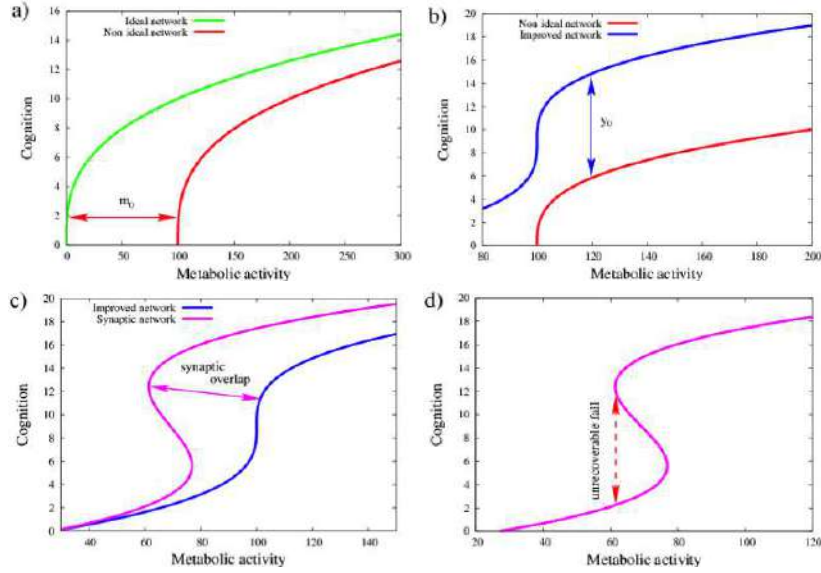 a)
Ideal network
Non ideal network
16
14
12
10
8
6
4
2
0
Cognition
m0
0
50
100
150
200
250
300
Metabolic activity
b)
Non ideal network
Improved network
20
18
16
14
12
10
8
6
4
2
0
Cognition
y0
80
100
120
140
160
180
200
Metabolic activity
c)
Improved network
Synaptic network
20
18
16
14
12
10
8
6
4
2
0
Cognition
synaptic
overlap
40
60
80
100
120
140
Metabolic activity
d)
20
18
16
14
12
10
8
6
4
2
0
Cognition
unrecoverable fall
20
40
60
80
100
120
Metabolic activity